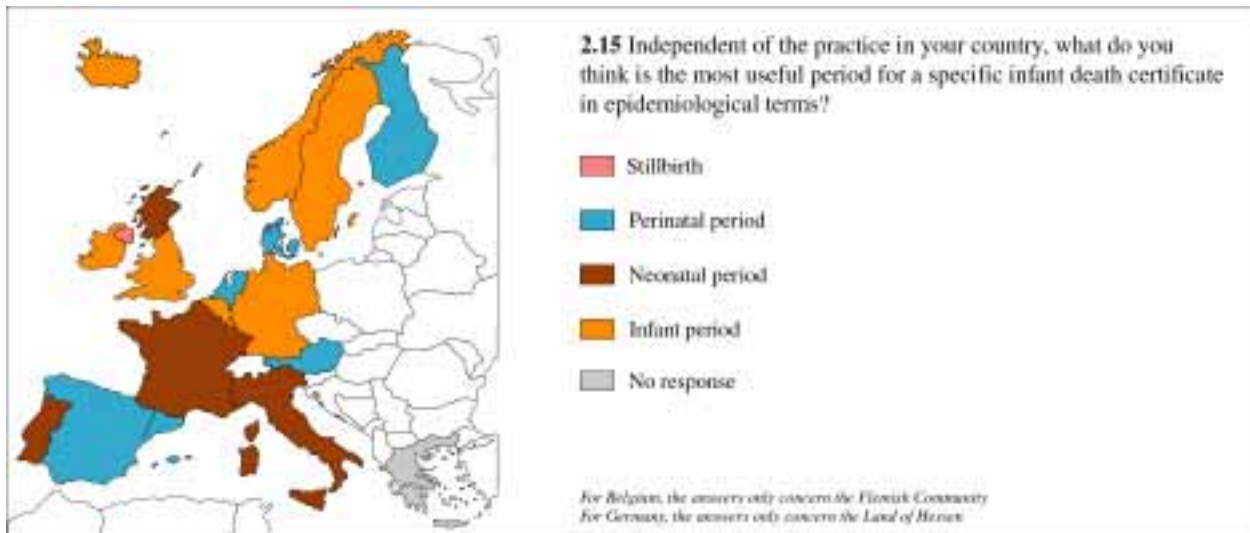 2.15 Independent of the practice in your country, what do you
think is the most useful period for a specific infant death certificate
in epidemiological terms?
Stillbirth
Perinatal period
Neonatal period
Infant period
No response
For Belgium, the answers only concern the Flemish Community
For Germany, the answers only concern the Land of Hessen